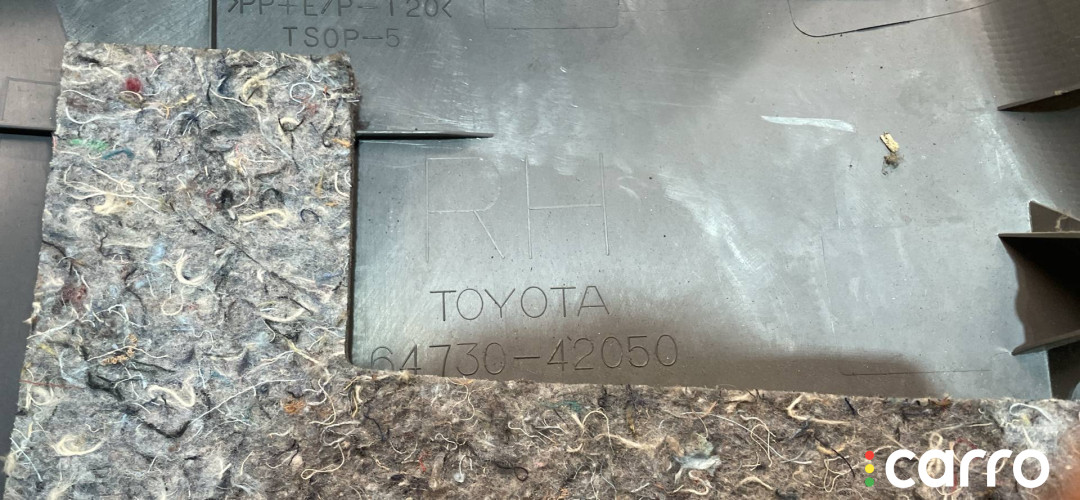 >PP+E/P-T20<
TSOP-5
RH
TOYOTA
64730-42050
carro